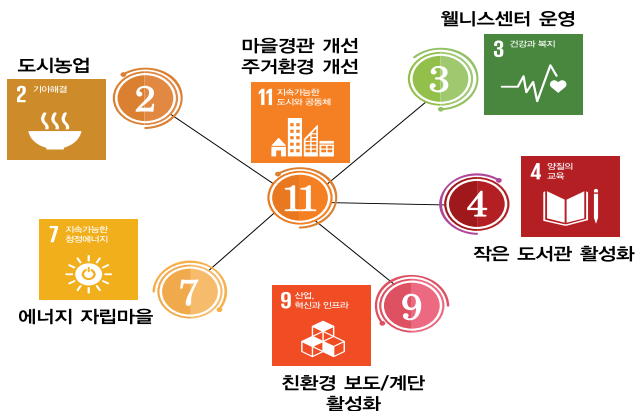 웰니스센터 운영
3 건강과 복지
3
마을경관 개선
주거환경 개선
11 지속가능한
도시와 공동체
11
도시농업
2 기아해결
2
4 양질의
교육
4
작은 도서관 활성화
7 지속가능한
청정에너지
7
에너지 자립마을
9 산업,
혁신과 인프라
9
친환경 보도/계단
활성화